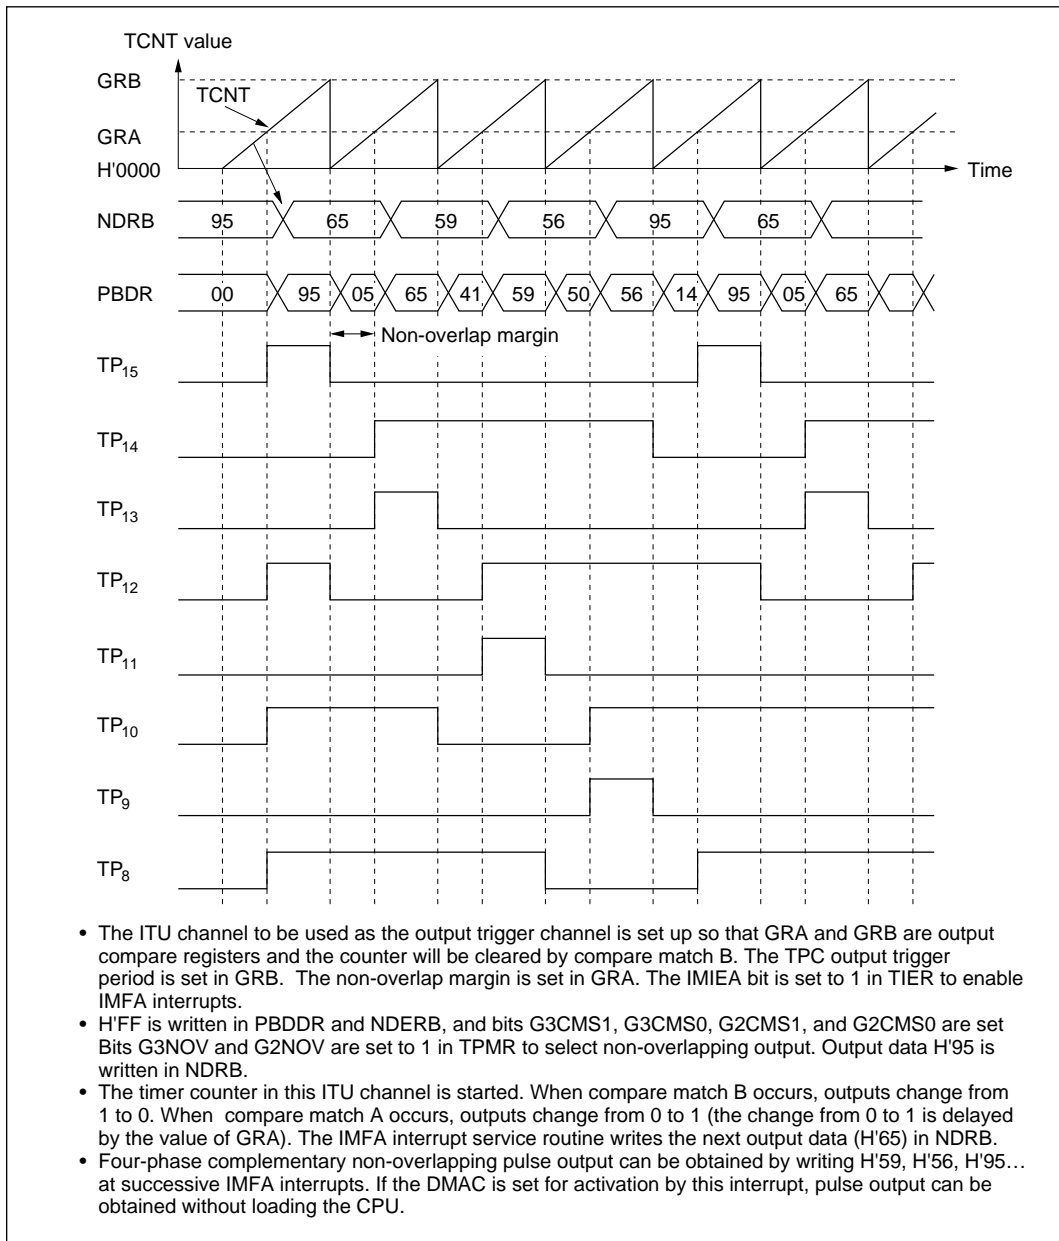 TCNT value
GRB
TCNT
GRA
H'0000
Time
NDRB 95 65 59 56 95 65
PBDR 00 95 05 65 41 59 50 56 14 95 05 65
Non-overlap margin
TP15
TP14
TP13
TP12
TP11
TP10
TP9
TP8
• The ITU channel to be used as the output trigger channel is set up so that GRA and GRB are output
compare registers and the counter will be cleared by compare match B. The TPC output trigger
period is set in GRB. The non-overlap margin is set in GRA. The IMIEA bit is set to 1 in TIER to enable
IMFA interrupts.
• H'FF is written in PBDDR and NDERB, and bits G3CMS1, G3CMS0, G2CMS1, and G2CMS0 are set
Bits G3NOV and G2NOV are set to 1 in TPMR to select non-overlapping output. Output data H'95 is
written in NDRB.
• The timer counter in this ITU channel is started. When compare match B occurs, outputs change from
1 to 0. When compare match A occurs, outputs change from 0 to 1 (the change from 0 to 1 is delayed
by the value of GRA). The IMFA interrupt service routine writes the next output data (H'65) in NDRB.
• Four-phase complementary non-overlapping pulse output can be obtained by writing H'59, H'56, H'95…
at successive IMFA interrupts. If the DMAC is set for activation by this interrupt, pulse output can be
obtained without loading the CPU.